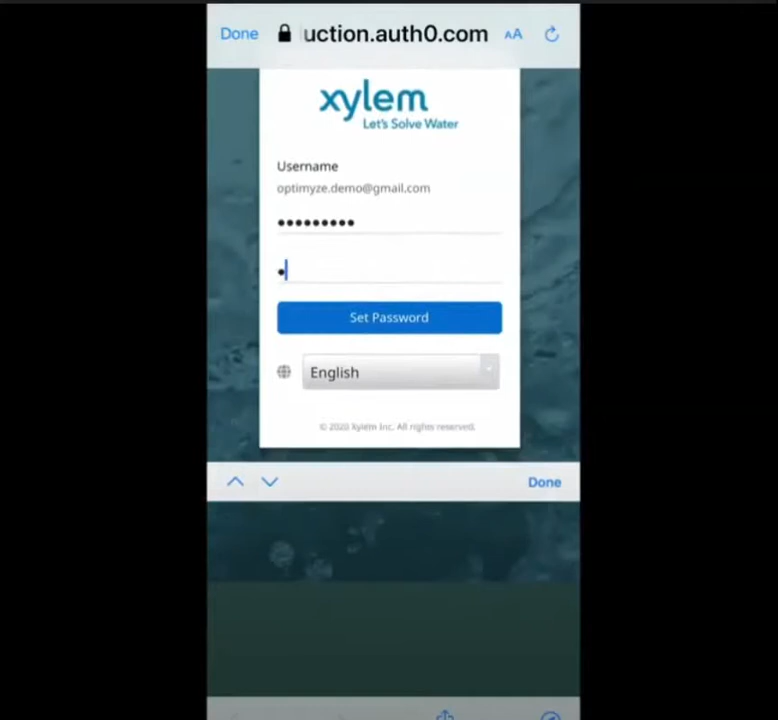 Done uction.auth0.com AA
xylem
Let's Solve Water
Username
optimyze.demo@gmail.com
•••••••••
•
Set Password
English
© 2020 Xylem Inc. All rights reserved.
Done